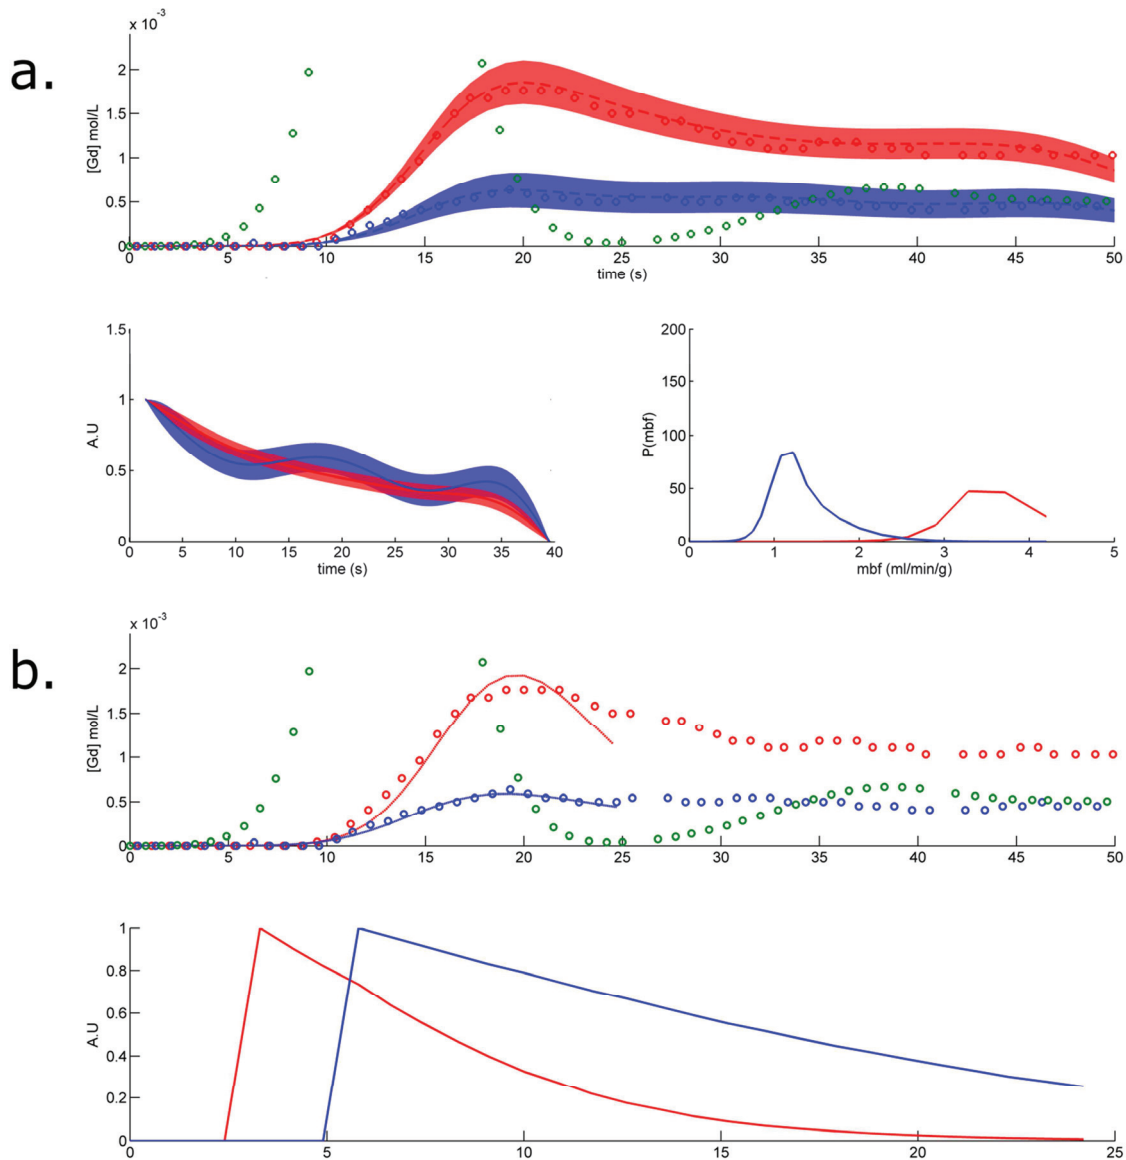 a.
x 10-3
[Gd] mol/L
2
1.5
1
0.5
0
0 5 10 15 20 25 30 35 40 45 50
time (s)
1.5
1
0.5
0
A.U
0 5 10 15 20 25 30 35 40
time (s)
200
150
100
50
0
P(mbf)
0 1 2 3 4 5
mbf (ml/min/g)
b.
x 10-3
[Gd] mol/L
2
1.5
1
0.5
0
0 5 10 15 20 25 30 35 40 45 50
1
0.8
0.6
0.4
0.2
0
A.U
0 5 10 15 20 25